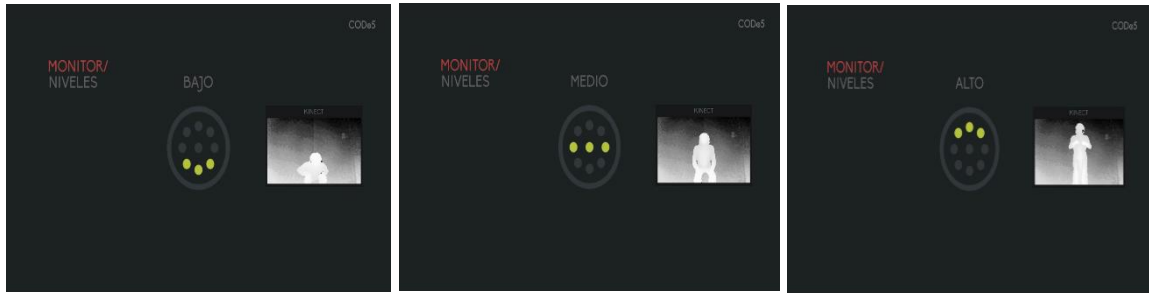 CODe5
MONITOR/
NIVELES
BAJO
KINECT
CODe5
MONITOR/
NIVELES
MEDIO
KINECT
CODe5
MONITOR/
NIVELES
ALTO
KINECT